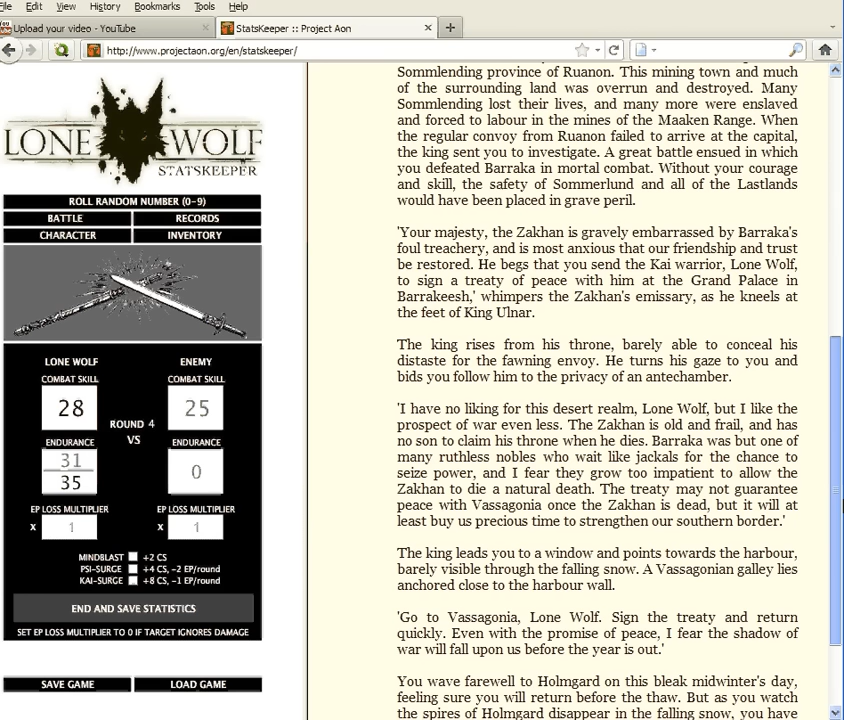 File Edit View History Bookmarks Tools Help
Upload your video - YouTube
StatsKeeper :: Project Aon
http://www.projectaon.org/en/statskeeper/
LONE WOLF
STATSKEEPER
ROLL RANDOM NUMBER (0-9)
BATTLE RECORDS
CHARACTER INVENTORY
LONE WOLF ENEMY
COMBAT SKILL COMBAT SKILL
28 25
ROUND 4
VS
ENDURANCE ENDURANCE
31
35
0
EP LOSS MULTIPLIER EP LOSS MULTIPLIER
X 1 X 1
MINDBLAST +2 CS
PSI-SURGE +4 CS, -2 EP/round
KAI-SURGE +8 CS, -1 EP/round
END AND SAVE STATISTICS
SET EP LOSS MULTIPLIER TO 0 IF TARGET IGNORES DAMAGE
SAVE GAME LOAD GAME
Sommlending province of Ruanon. This mining town and much
of the surrounding land was overrun and destroyed. Many
Sommlending lost their lives, and many more were enslaved
and forced to labour in the mines of the Maaken Range. When
the regular convoy from Ruanon failed to arrive at the capital,
the king sent you to investigate. A great battle ensued in which
you defeated Barraka in mortal combat. Without your courage
and skill, the safety of Sommerlund and all of the Lastlands
would have been placed in grave peril.
'Your majesty, the Zakhan is gravely embarrassed by Barraka's
foul treachery, and is most anxious that our friendship and trust
be restored. He begs that you send the Kai warrior, Lone Wolf,
to sign a treaty of peace with him at the Grand Palace in
Barrakeesh,' whimpers the Zakhan's emissary, as he kneels at
the feet of King Ulnar.
The king rises from his throne, barely able to conceal his
distaste for the fawning envoy. He turns his gaze to you and
bids you follow him to the privacy of an antechamber.
'I have no liking for this desert realm, Lone Wolf, but I like the
prospect of war even less. The Zakhan is old and frail, and has
no son to claim his throne when he dies. Barraka was but one of
many ruthless nobles who wait like jackals for the chance to
seize power, and I fear they grow too impatient to allow the
Zakhan to die a natural death. The treaty may not guarantee
peace with Vassagonia once the Zakhan is dead, but it will at
least buy us precious time to strengthen our southern border.'
The king leads you to a window and points towards the harbour,
barely visible through the falling snow. A Vassagonian galley lies
anchored close to the harbour wall.
'Go to Vassagonia, Lone Wolf. Sign the treaty and return
quickly. Even with the promise of peace, I fear the shadow of
war will fall upon us before the year is out.'
You wave farewell to Holmgard on this bleak midwinter's day,
feeling sure you will return before the thaw. But as you watch
the spires of Holmgard disappear in the falling snow, you have